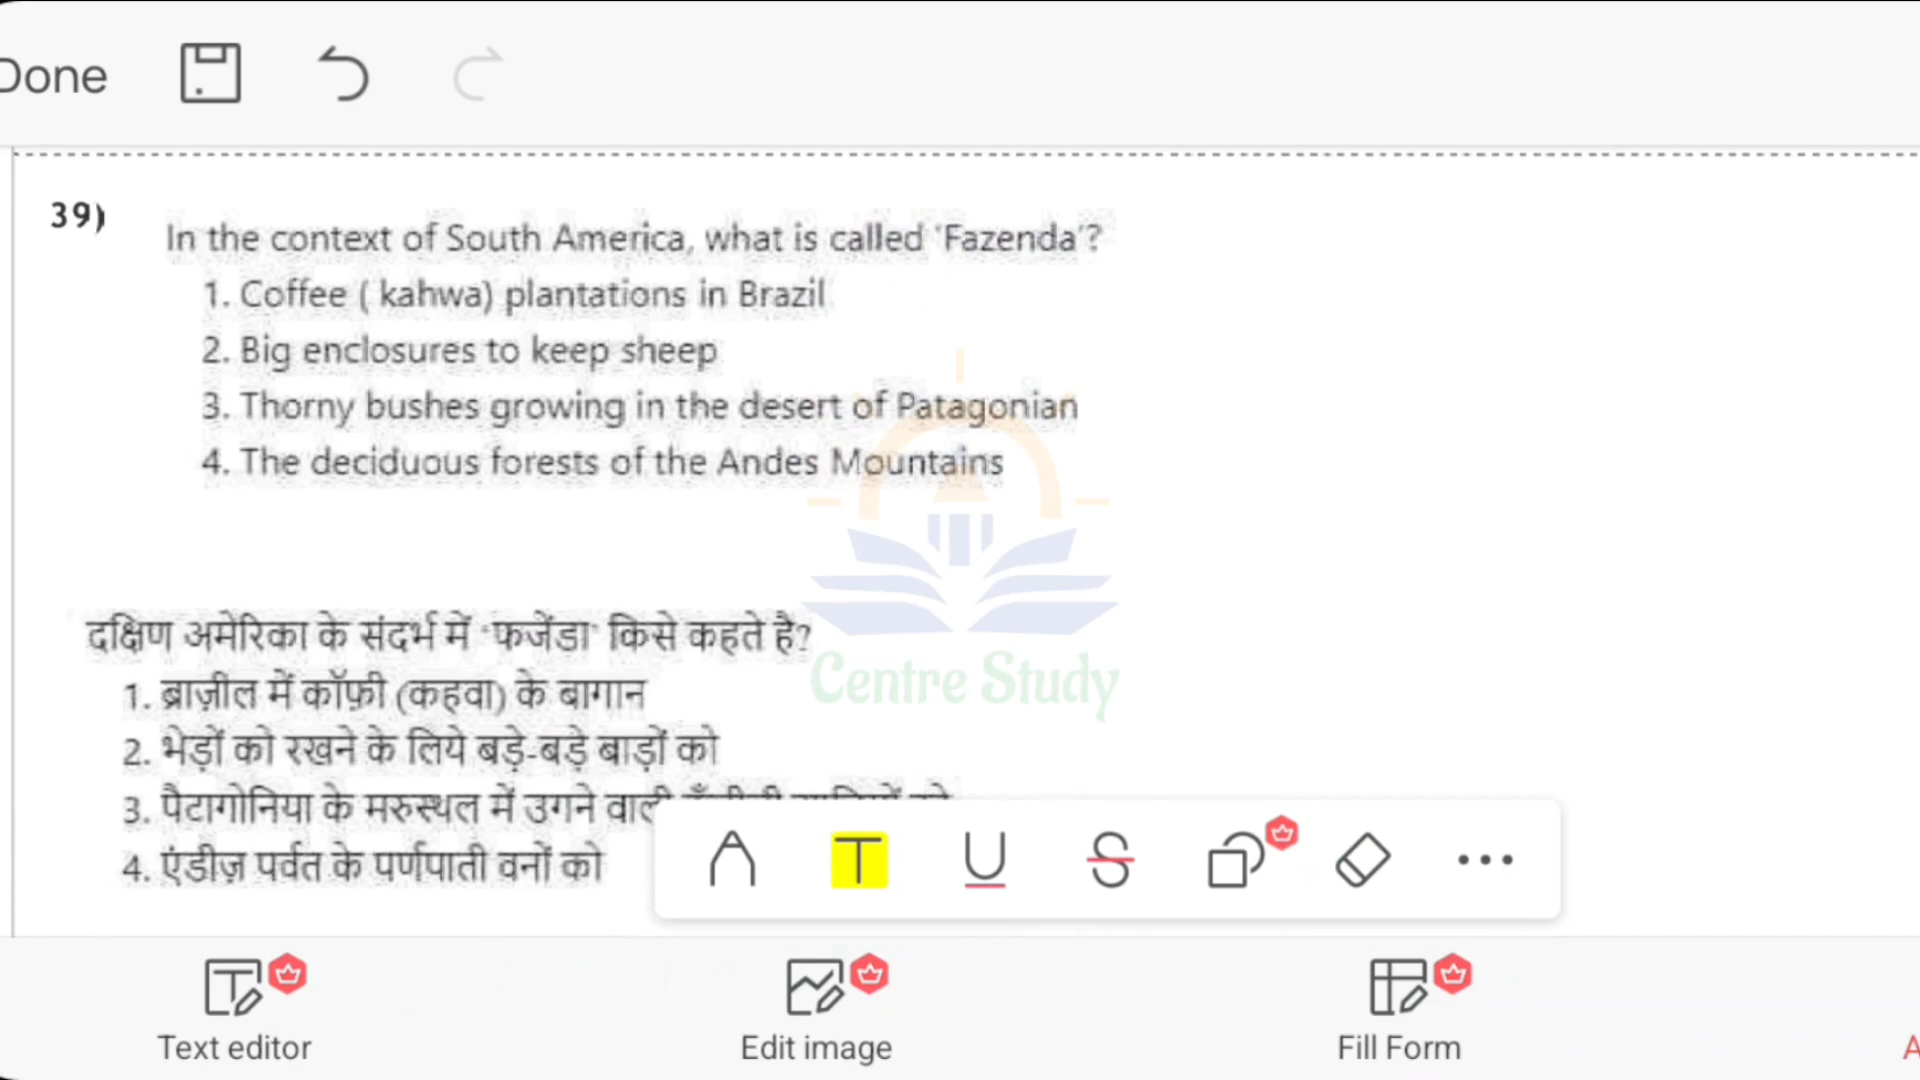 Done
39)
In the context of South America, what is called 'Fazenda'?
1. Coffee ( kahwa) plantations in Brazil
2. Big enclosures to keep sheep
3. Thorny bushes growing in the desert of Patagonian
4. The deciduous forests of the Andes Mountains
दक्षिण अमेरिका के संदर्भ में 'फजेंडा' किसे कहते है?
1. ब्राज़ील में कॉफ़ी (कहवा) के बागान
2. भेड़ों को रखने के लिये बड़े-बड़े बाड़ों को
3. पैटागोनिया के मरुस्थल में उगने
4. एंडीज़ पर्वत के पर्णपाती वनों को
Centre Study
Text editor
Edit image
Fill Form